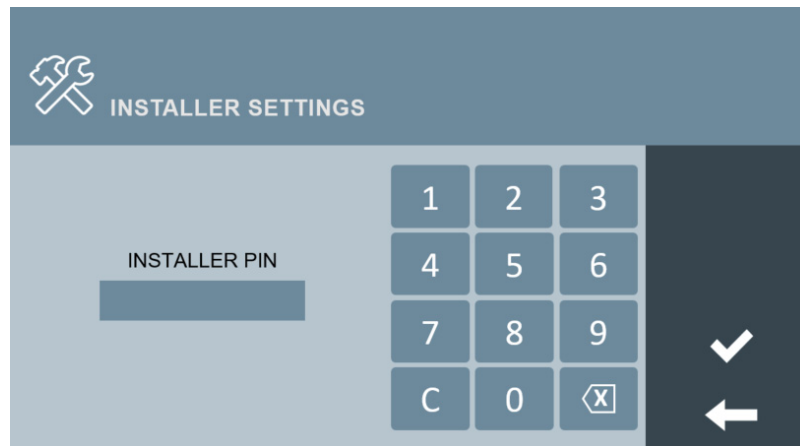 INSTALLER SETTINGS
INSTALLER PIN
1 2 3
4 5 6
7 8 9
C 0 X